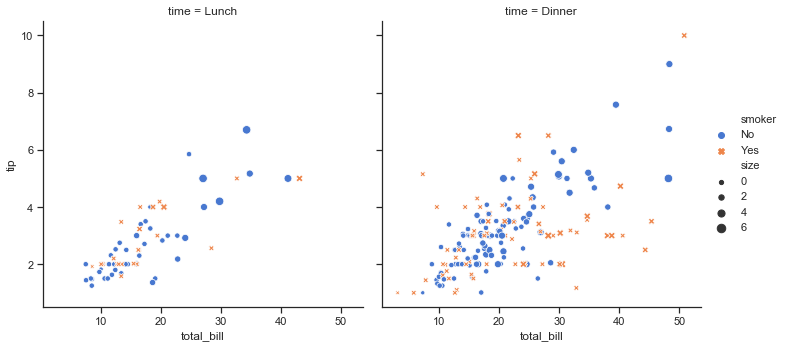 time = Lunch
time = Dinner
tip
10
8
6
4
2
10
20
30
40
50
total_bill
10
20
30
40
50
total_bill
smoker
No
Yes
size
0
2
4
6